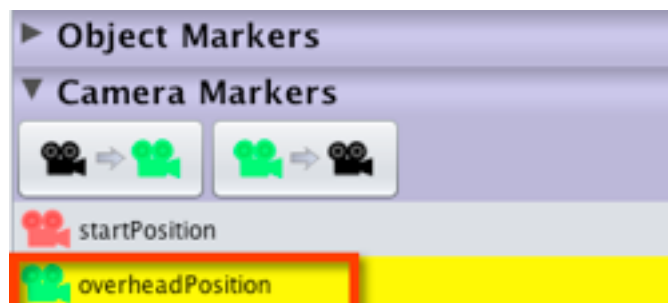 Object Markers
Camera Markers
startPosition
overheadPosition